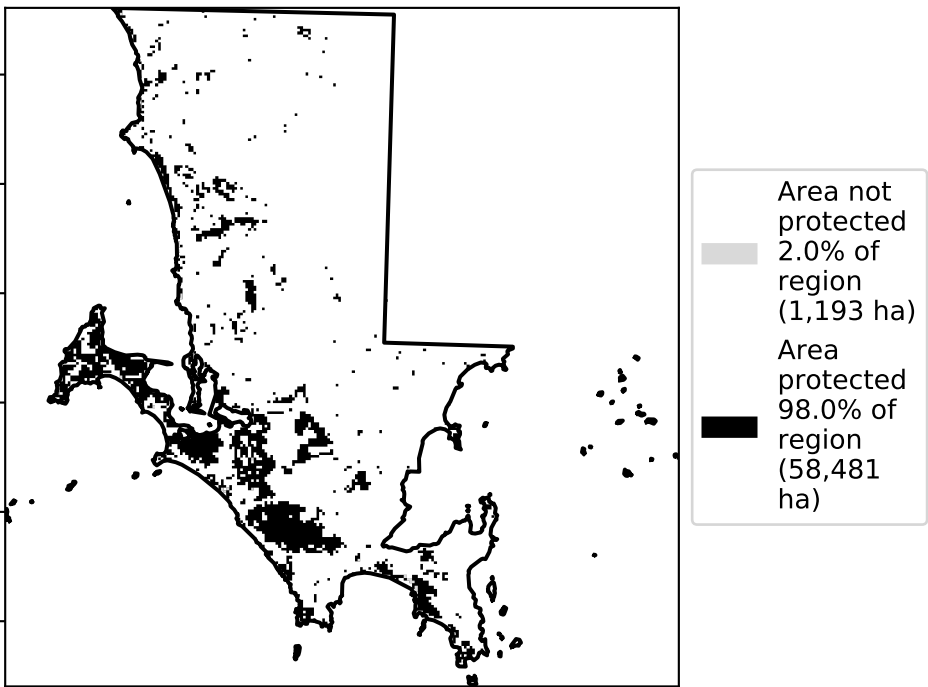 Area not
protected
2.0% of
region
(1,193 ha)
Area
protected
98.0% of
region
(58,481
ha)